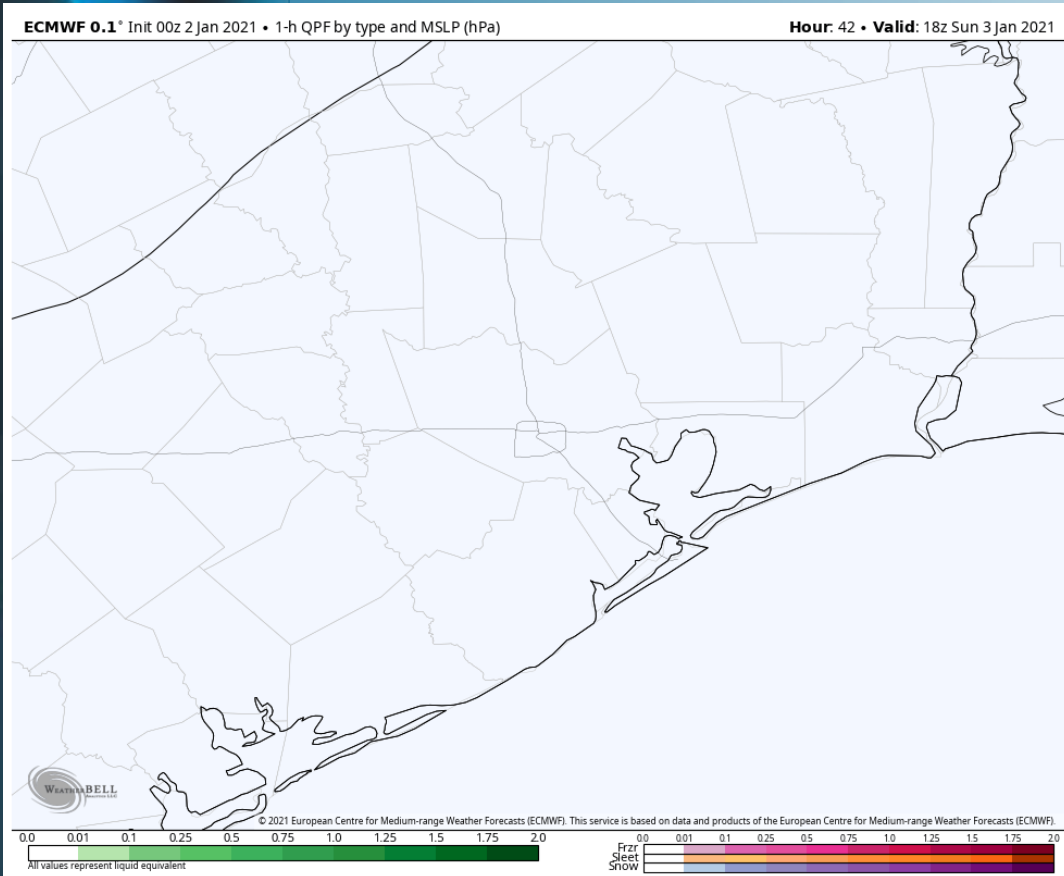 ECMWF 0.1° Init 00z 2 Jan 2021 • 1-h QPF by type and MSLP (hPa) Hour: 42 • Valid: 18z Sun 3 Jan 2021
WEATHERBELL
Analytics LLC
© 2021 European Centre for Medium-range Weather Forecasts (ECMWF). This service is based on data and products of the European Centre for Medium-range Weather Forecasts (ECMWF).
0.0 0.01 0.1 0.25 0.5 0.75 1.0 1.25 1.5 1.75 2.0
All values represent liquid equivalent
0.0 0.01 0.1 0.25 0.5 0.75 1.0 1.25 1.5 1.75 2.0
Frzr
Sleet
Snow